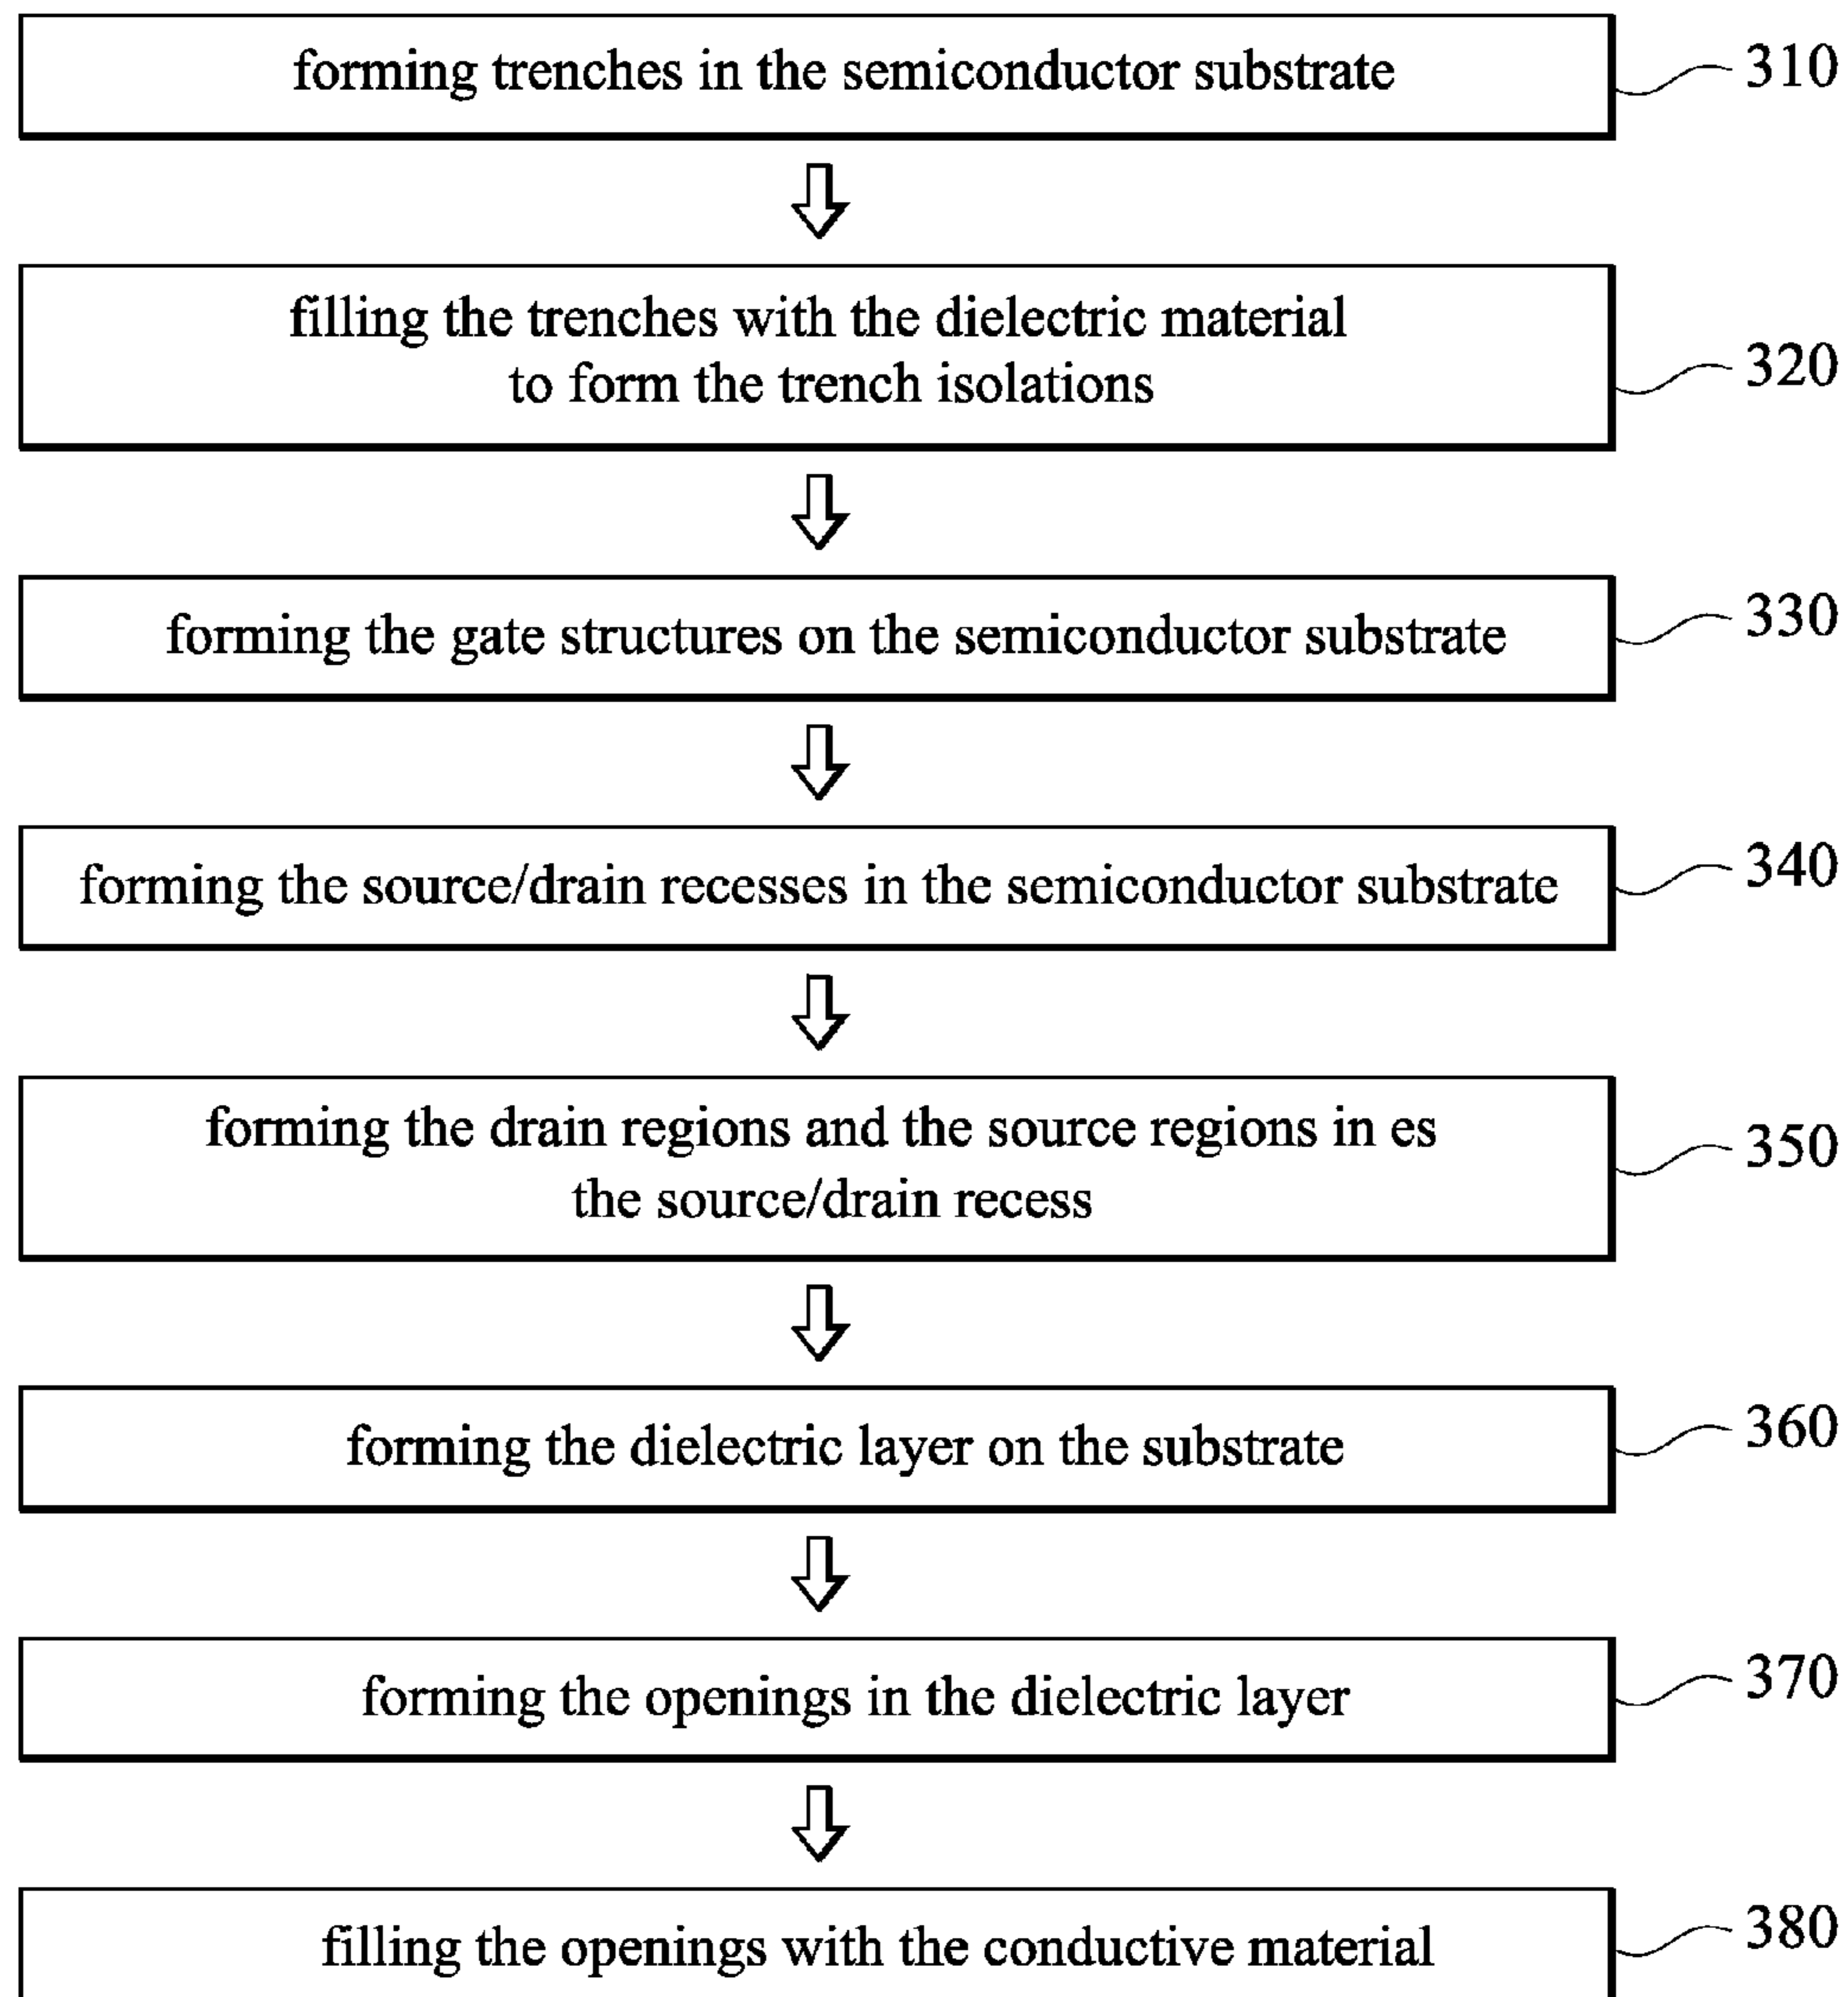 forming trenches in the semiconductor substrate
310
filling the trenches with the dielectric material
to form the trench isolations
320
forming the gate structures on the semiconductor substrate
330
forming the source/drain recesses in the semiconductor substrate
340
forming the drain regions and the source regions in es
the source/drain recess
350
forming the dielectric layer on the substrate
360
forming the openings in the dielectric layer
370
filling the openings with the conductive material
380